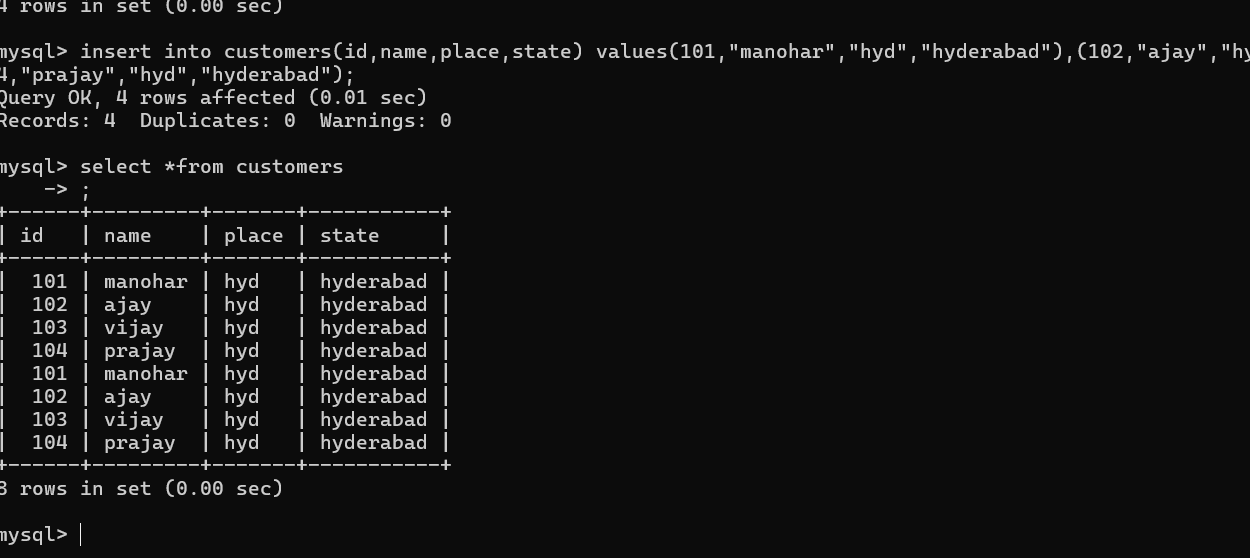 4 rows in set (0.00 sec)
mysql> insert into customers(id,name,place,state) values(101,"manohar","hyd","hyderabad"),(102,"ajay","hy
4,"prajay","hyd","hyderabad");
Query OK, 4 rows affected (0.01 sec)
Records: 4  Duplicates: 0  Warnings: 0
mysql> select *from customers
    -> ;
+------+---------+-------+-----------+
| id   | name    | place | state     |
+------+---------+-------+-----------+
|  101 | manohar | hyd   | hyderabad |
|  102 | ajay    | hyd   | hyderabad |
|  103 | vijay   | hyd   | hyderabad |
|  104 | prajay  | hyd   | hyderabad |
|  101 | manohar | hyd   | hyderabad |
|  102 | ajay    | hyd   | hyderabad |
|  103 | vijay   | hyd   | hyderabad |
|  104 | prajay  | hyd   | hyderabad |
+------+---------+-------+-----------+
8 rows in set (0.00 sec)
mysql>